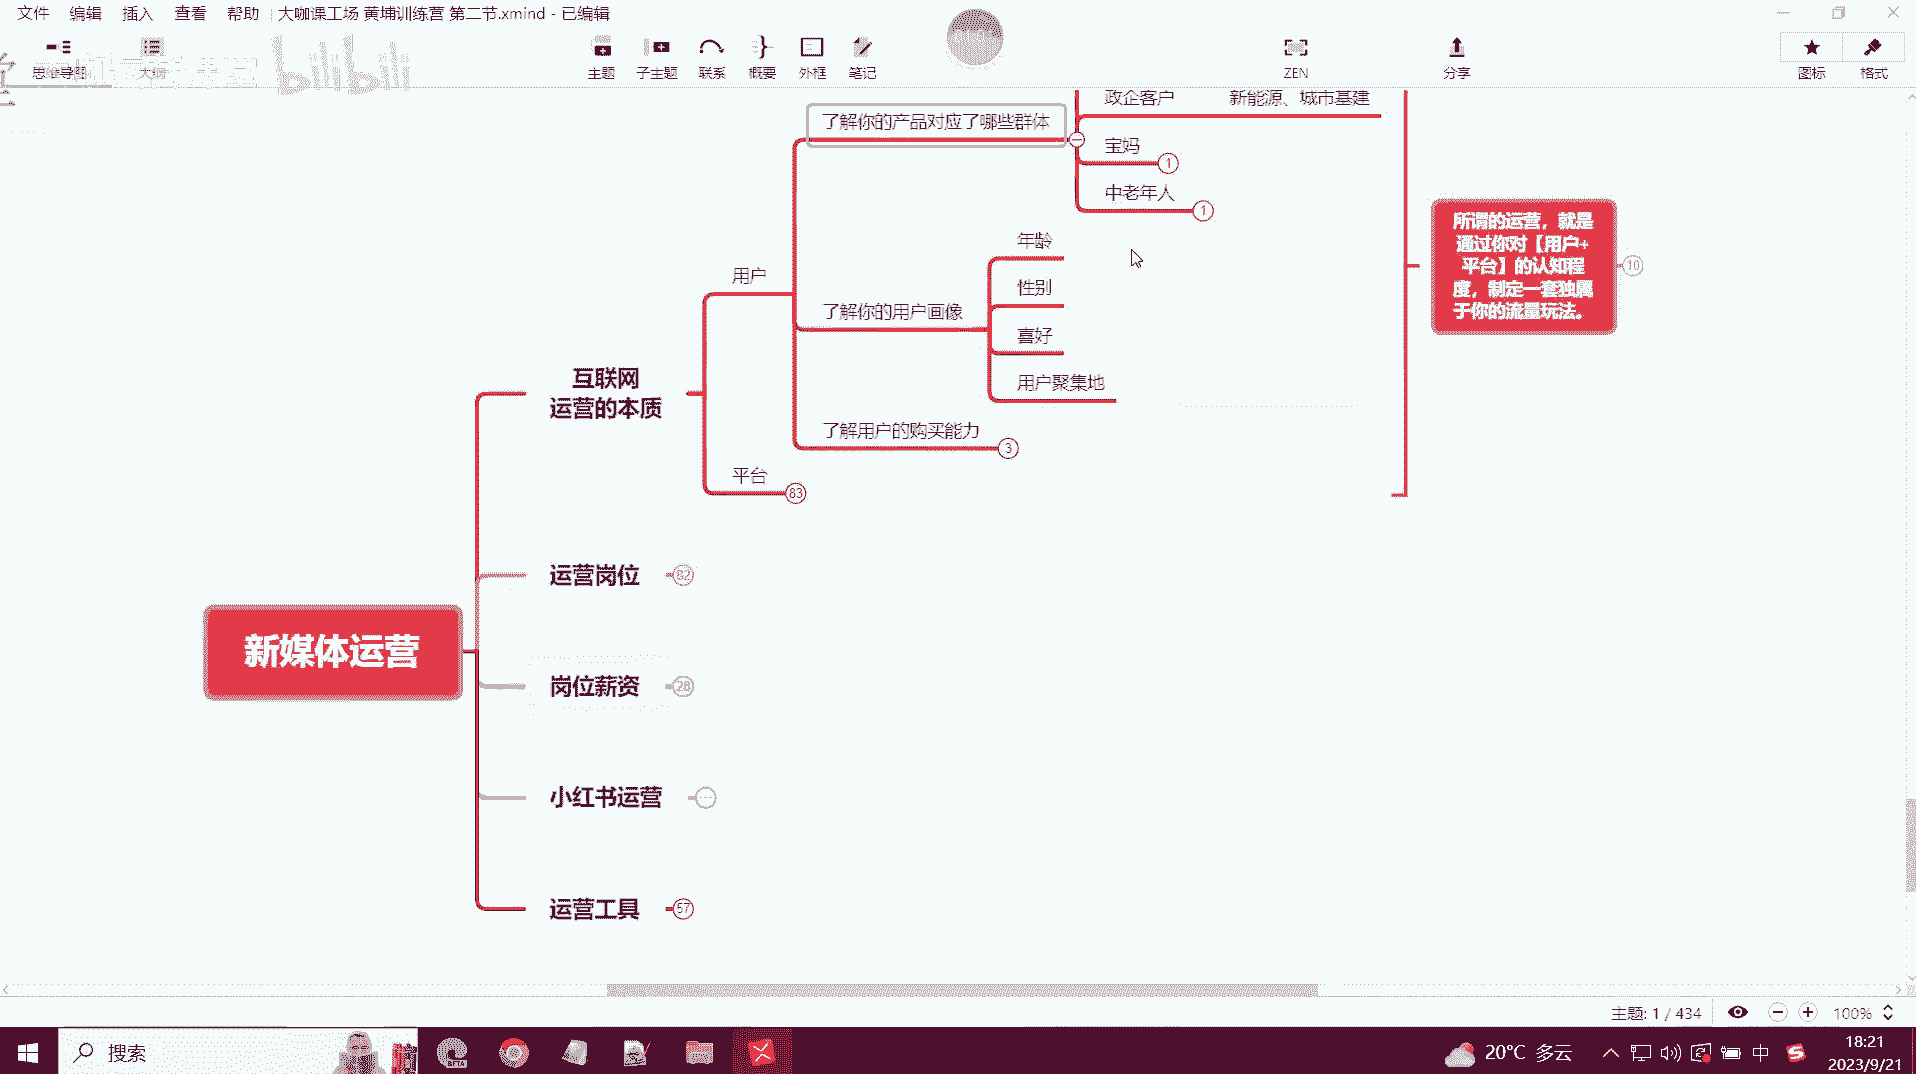 文件 编辑 插入 查看 帮助 大咖课工场 黄埔训练营 第二节.xmind - 已编辑
思维导图 大纲 主题 子主题 联系 概要 外框 笔记 ZEN 分享 图标 格式
bilibili
政企客户 新能源、城市基建
了解你的产品对应了哪些群体
宝妈 1
中老年人 1
年龄
性别
了解你的用户画像
喜好
用户聚集地
用户
了解用户的购买能力 3
平台 83
所谓的运营，就是
通过你对【用户+
平台】的认知程
度，制定一套独属
于你的流量玩法。
10
互联网
运营的本质
运营岗位 82
新媒体运营
岗位薪资 28
小红书运营
运营工具 57
主题: 1 / 434 100%
搜索 20°C 多云 中 18:21
2023/9/21